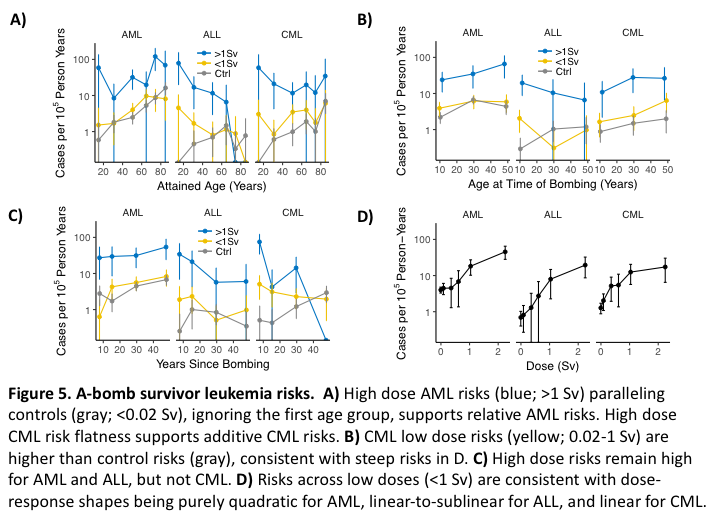 A)
AML ALL CML
>1Sv
<1Sv
Ctrl
Cases per 10⁵ Person Years
100
10
1
20 40 60 80 20 40 60 80 20 40 60 80
Attained Age (Years)
B)
AML ALL CML
>1Sv
<1Sv
Ctrl
Cases per 10⁵ Person Years
100
10
1
10 20 30 40 50 10 20 30 40 50 10 20 30 40 50
Age at Time of Bombing (Years)
C)
AML ALL CML
>1Sv
<1Sv
Ctrl
Cases per 10⁵ Person Years
100
10
1
10 20 30 40 10 20 30 40 10 20 30 40
Years Since Bombing
D)
AML ALL CML
Cases per 10⁵ Person−Years
100
10
1
0 1 2 0 1 2 0 1 2
Dose (Sv)
Figure 5. A-bomb survivor leukemia risks. A) High dose AML risks (blue; >1 Sv) paralleling
controls (gray; <0.02 Sv), ignoring the first age group, supports relative AML risks. High dose
CML risk flatness supports additive CML risks. B) CML low dose risks (yellow; 0.02-1 Sv) are
higher than control risks (gray), consistent with steep risks in D. C) High dose risks remain high
for AML and ALL, but not CML. D) Risks across low doses (<1 Sv) are consistent with dose-
response shapes being purely quadratic for AML, linear-to-sublinear for ALL, and linear for CML.